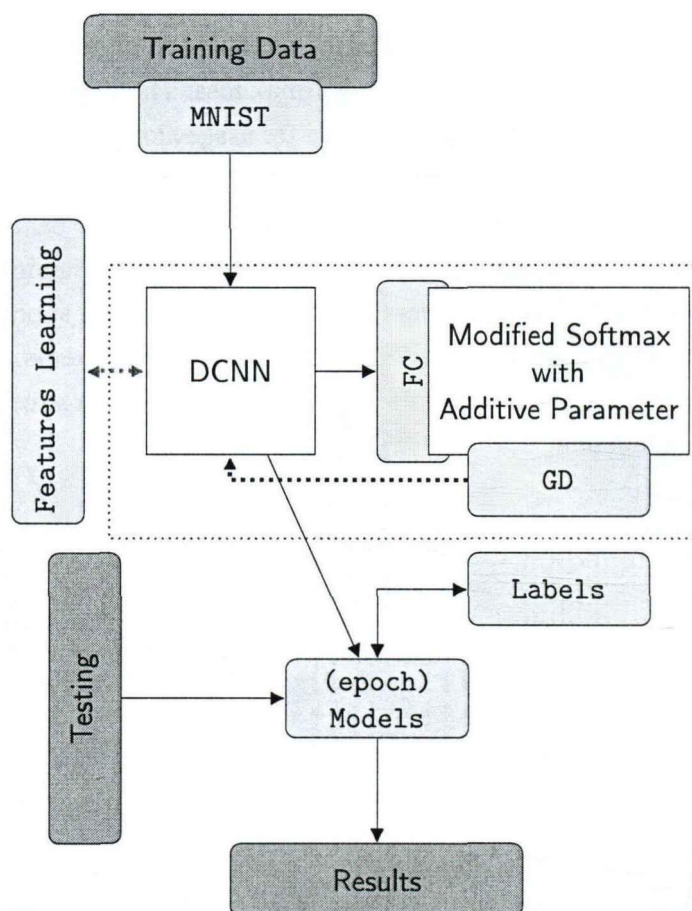 Training Data
MNIST
Features Learning
DCNN
FC
Modified Softmax
with
Additive Parameter
GD
Labels
Testing
(epoch)
Models
Results